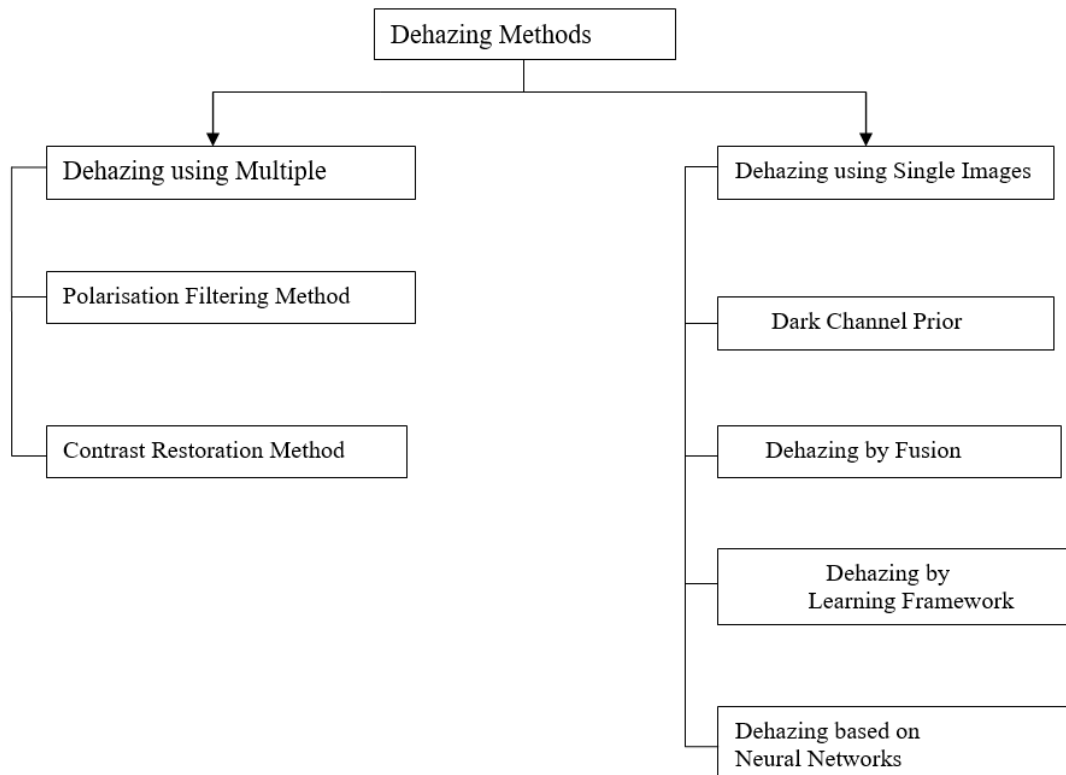 Dehazing Methods
Dehazing using Multiple
Polarisation Filtering Method
Contrast Restoration Method
Dehazing using Single Images
Dark Channel Prior
Dehazing by Fusion
Dehazing by
Learning Framework
Dehazing based on
Neural Networks